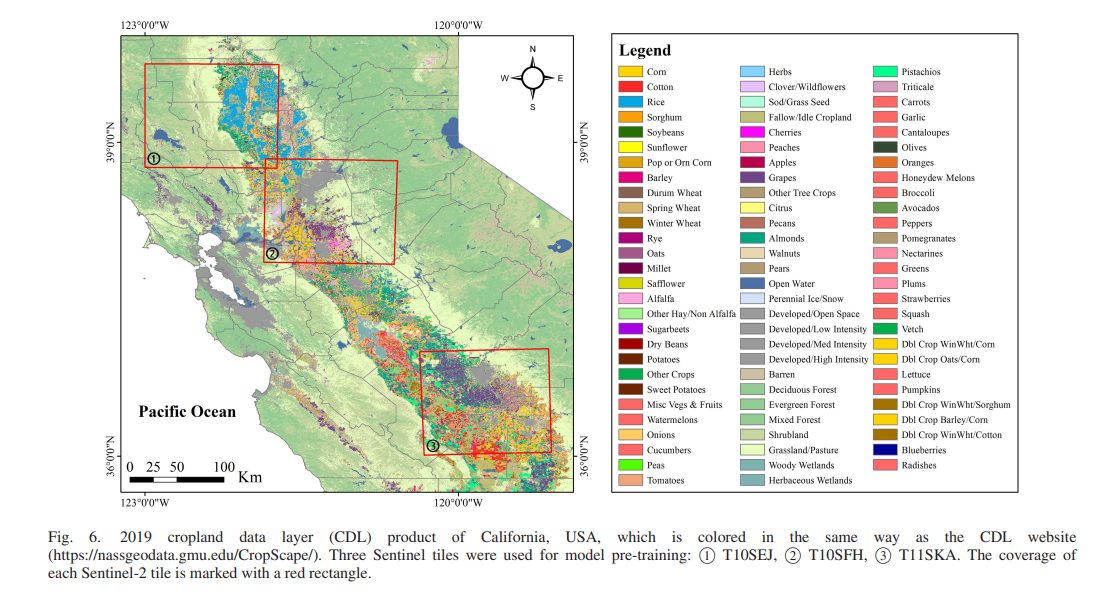 123°0'0"W
120°0'0"W
N
W
E
S
39°0'0"N
39°0'0"N
①
②
③
Pacific Ocean
36°0'0"N
36°0'0"N
0 25 50 100
Km
123°0'0"W
120°0'0"W
Legend
Corn
Cotton
Rice
Sorghum
Soybeans
Sunflower
Pop or Orn Corn
Barley
Durum Wheat
Spring Wheat
Winter Wheat
Rye
Oats
Millet
Safflower
Alfalfa
Other Hay/Non Alfalfa
Sugarbeets
Dry Beans
Potatoes
Other Crops
Sweet Potatoes
Misc Vegs & Fruits
Watermelons
Onions
Cucumbers
Peas
Tomatoes
Herbs
Clover/Wildflowers
Sod/Grass Seed
Fallow/Idle Cropland
Cherries
Peaches
Apples
Grapes
Other Tree Crops
Citrus
Pecans
Almonds
Walnuts
Pears
Open Water
Perennial Ice/Snow
Developed/Open Space
Developed/Low Intensity
Developed/Med Intensity
Developed/High Intensity
Barren
Deciduous Forest
Evergreen Forest
Mixed Forest
Shrubland
Grassland/Pasture
Woody Wetlands
Herbaceous Wetlands
Pistachios
Triticale
Carrots
Garlic
Cantaloupes
Olives
Oranges
Honeydew Melons
Broccoli
Avocados
Peppers
Pomegranates
Nectarines
Greens
Plums
Strawberries
Squash
Vetch
Dbl Crop WinWht/Corn
Dbl Crop Oats/Corn
Lettuce
Pumpkins
Dbl Crop WinWht/Sorghum
Dbl Crop Barley/Corn
Dbl Crop WinWht/Cotton
Blueberries
Radishes
Fig. 6. 2019 cropland data layer (CDL) product of California, USA, which is colored in the same way as the CDL website
(https://nassgeodata.gmu.edu/CropScape/). Three Sentinel tiles were used for model pre-training: ① T10SEJ, ② T10SFH, ③ T11SKA. The coverage of
each Sentinel-2 tile is marked with a red rectangle.